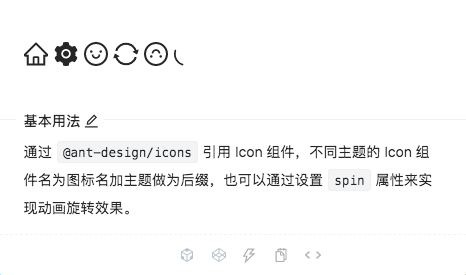 基本用法
通过 @ant-design/icons 引用 Icon 组件，不同主题的 Icon 组
件名为图标名加主题做为后缀，也可以通过设置 spin 属性来实
现动画旋转效果。